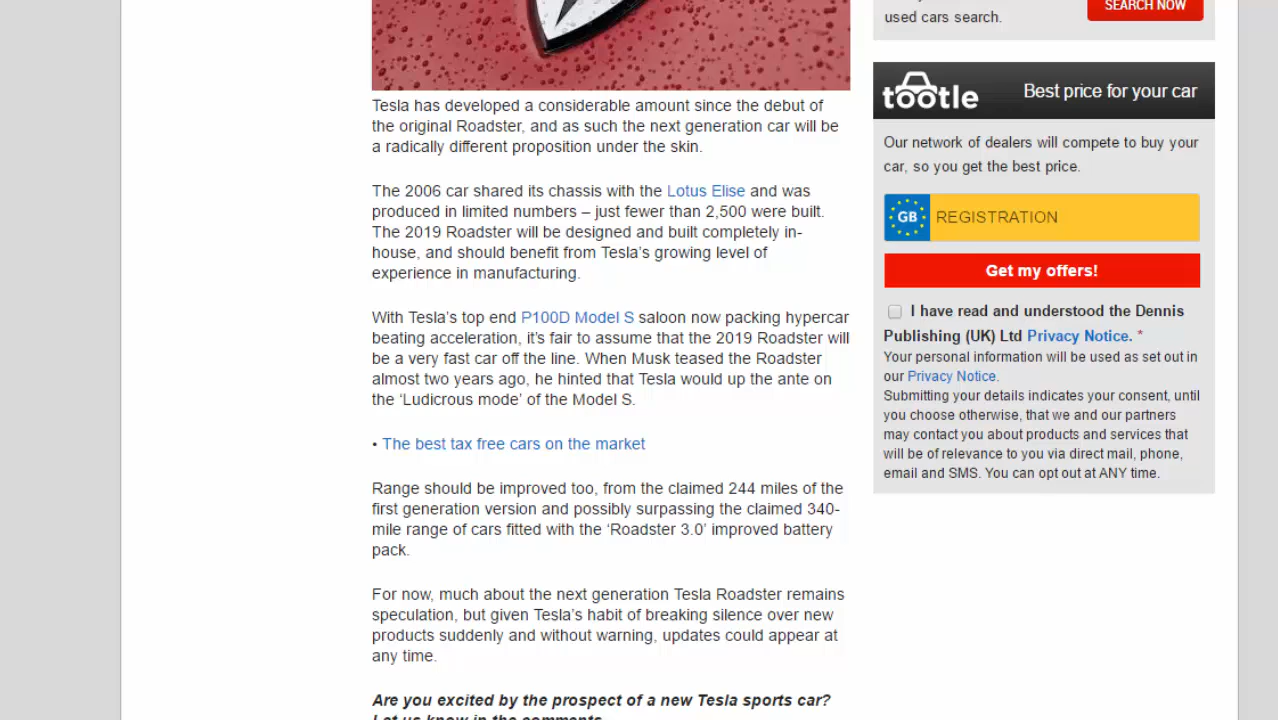 Tesla has developed a considerable amount since the debut of
the original Roadster, and as such the next generation car will be
a radically different proposition under the skin.
The 2006 car shared its chassis with the Lotus Elise and was
produced in limited numbers – just fewer than 2,500 were built.
The 2019 Roadster will be designed and built completely in-
house, and should benefit from Tesla’s growing level of
experience in manufacturing.
With Tesla’s top end P100D Model S saloon now packing hypercar
beating acceleration, it’s fair to assume that the 2019 Roadster will
be a very fast car off the line. When Musk teased the Roadster
almost two years ago, he hinted that Tesla would up the ante on
the ‘Ludicrous mode’ of the Model S.
• The best tax free cars on the market
Range should be improved too, from the claimed 244 miles of the
first generation version and possibly surpassing the claimed 340-
mile range of cars fitted with the ‘Roadster 3.0’ improved battery
pack.
For now, much about the next generation Tesla Roadster remains
speculation, but given Tesla’s habit of breaking silence over new
products suddenly and without warning, updates could appear at
any time.
Are you excited by the prospect of a new Tesla sports car?
Let us know in the comments
used cars search.
SEARCH NOW
tootle
Best price for your car
Our network of dealers will compete to buy your
car, so you get the best price.
GB REGISTRATION
Get my offers!
I have read and understood the Dennis
Publishing (UK) Ltd Privacy Notice. *
Your personal information will be used as set out in
our Privacy Notice.
Submitting your details indicates your consent, until
you choose otherwise, that we and our partners
may contact you about products and services that
will be of relevance to you via direct mail, phone,
email and SMS. You can opt out at ANY time.